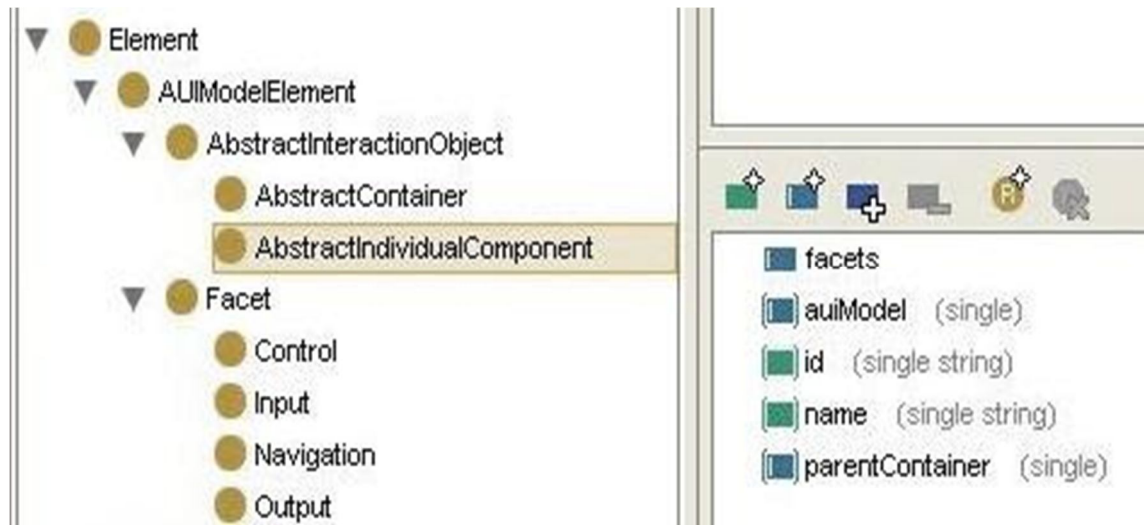 Element
AUIModelElement
AbstractInteractionObject
AbstractContainer
AbstractIndividualComponent
Facet
Control
Input
Navigation
Output
R
facets
auiModel (single)
id (single string)
name (single string)
parentContainer (single)